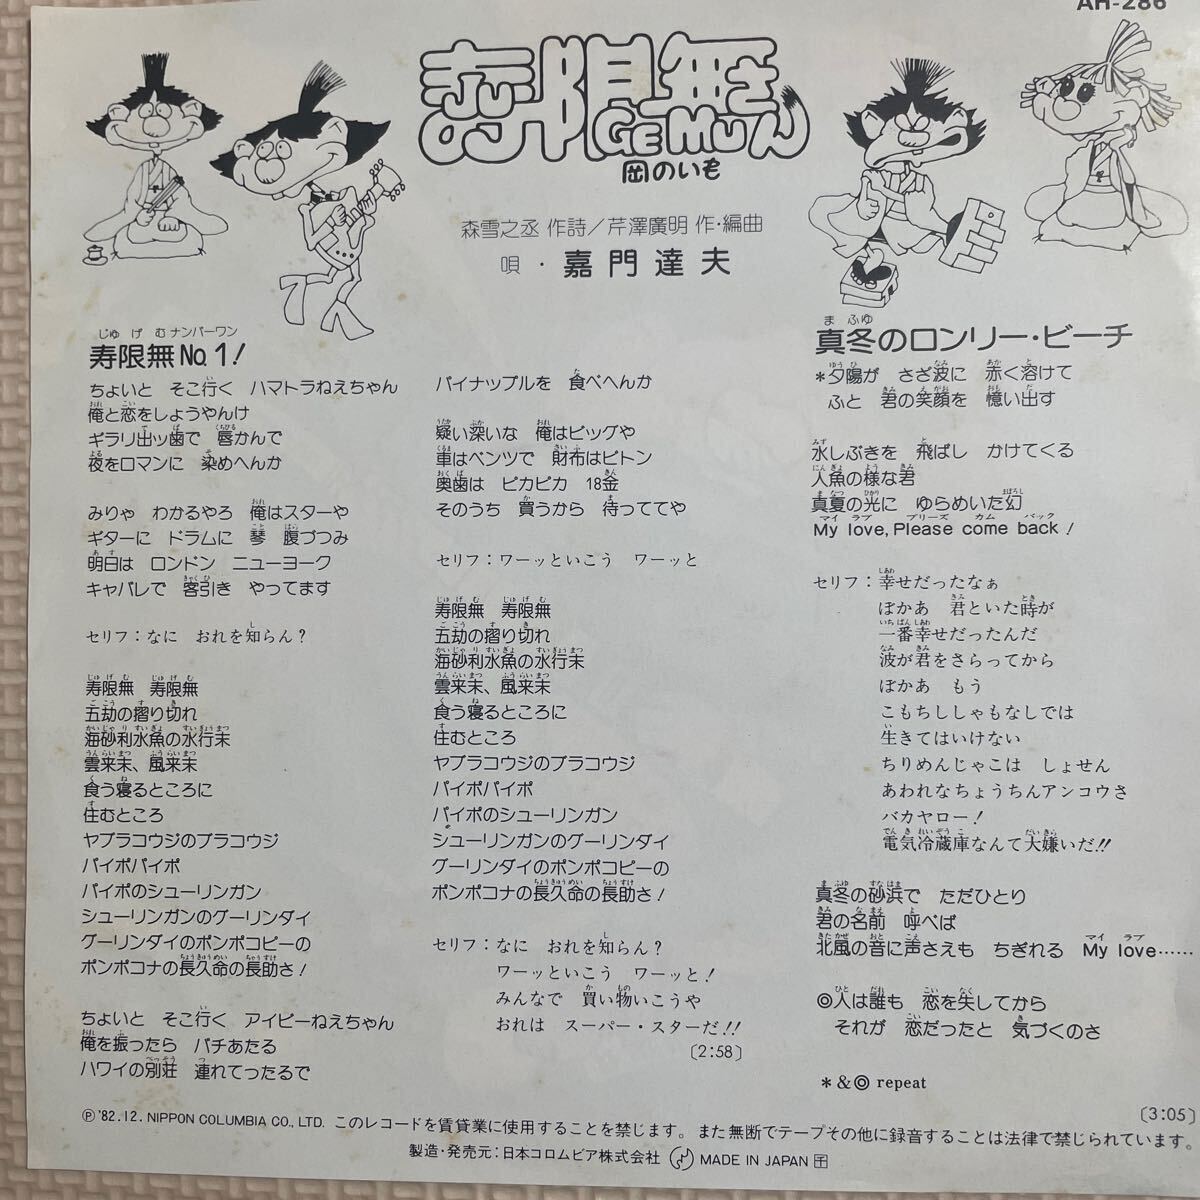 AH-286
寿限無さん
GEMUN
岡のいも
森雪之丞 作詩／芹澤廣明 作・編曲
唄・嘉門達夫
寿限無No.1！
ちょいと そこ行く ハマトラねえちゃん
俺と恋をしようやんけ
ギラリ出ッ歯で 唇かんで
夜をロマンに 染めへんか
みりゃ わかるやろ 俺はスターや
ギターに ドラムに 琴 腹づつみ
明日は ロンドン ニューヨーク
キャバレで 客引き やってます
セリフ：なに おれを知らん？
寿限無 寿限無
五劫の摺り切れ
海砂利水魚の水行末
雲来末、風来末
食う寝るところに
住むところ
ヤブラコウジのブラコウジ
パイポパイポ
パイポのシューリンガン
シューリンガンのグーリンダイ
グーリンダイのポンポコピーの
ポンポコナの長久命の長助さ！
ちょいと そこ行く アイビーねえちゃん
俺を振ったら バチあたる
ハワイの別荘 連れてったるで
パイナップルを 食べへんか
疑い深いな 俺はビッグや
車はベンツで 財布はビトン
奥歯は ピカピカ 18金
そのうち 買うから 待っててや
セリフ：ワーッといこう ワーッと
寿限無 寿限無
五劫の摺り切れ
海砂利水魚の水行末
雲来末、風来末
食う寝るところに
住むところ
ヤブラコウジのブラコウジ
パイポパイポ
パイポのシューリンガン
シューリンガンのグーリンダイ
グーリンダイのポンポコピーの
ポンポコナの長久命の長助さ！
セリフ：なに おれを知らん？
ワーッといこう ワーッと！
みんなで 買い物いこうや
おれは スーパー・スターだ!!
〔2:58〕
真冬のロンリー・ビーチ
＊夕陽が さざ波に 赤く溶けて
ふと 君の笑顔を 憶い出す
水しぶきを 飛ばし かけてくる
人魚の様な君
真夏の光に ゆらめいた幻
My love, Please come back！
セリフ：幸せだったなぁ
ぼかあ 君といた時が
一番幸せだったんだ
波が君をさらってから
ぼかあ もう
こもちししゃもなしでは
生きてはいけない
ちりめんじゃこは しょせん
あわれなちょうちんアンコウさ
バカヤロー！
電気冷蔵庫なんて大嫌いだ!!
真冬の砂浜で ただひとり
君の名前 呼べば
北風の音に声さえも ちぎれる My love……
◎人は誰も 恋を失してから
それが 恋だったと 気づくのさ
＊&◎ repeat
〔3:05〕
Ⓟ '82.12. NIPPON COLUMBIA CO., LTD. このレコードを賃貸業に使用することを禁じます。また無断でテープその他に録音することは法律で禁じられています。
製造・発売元：日本コロムビア株式会社 MADE IN JAPAN 千